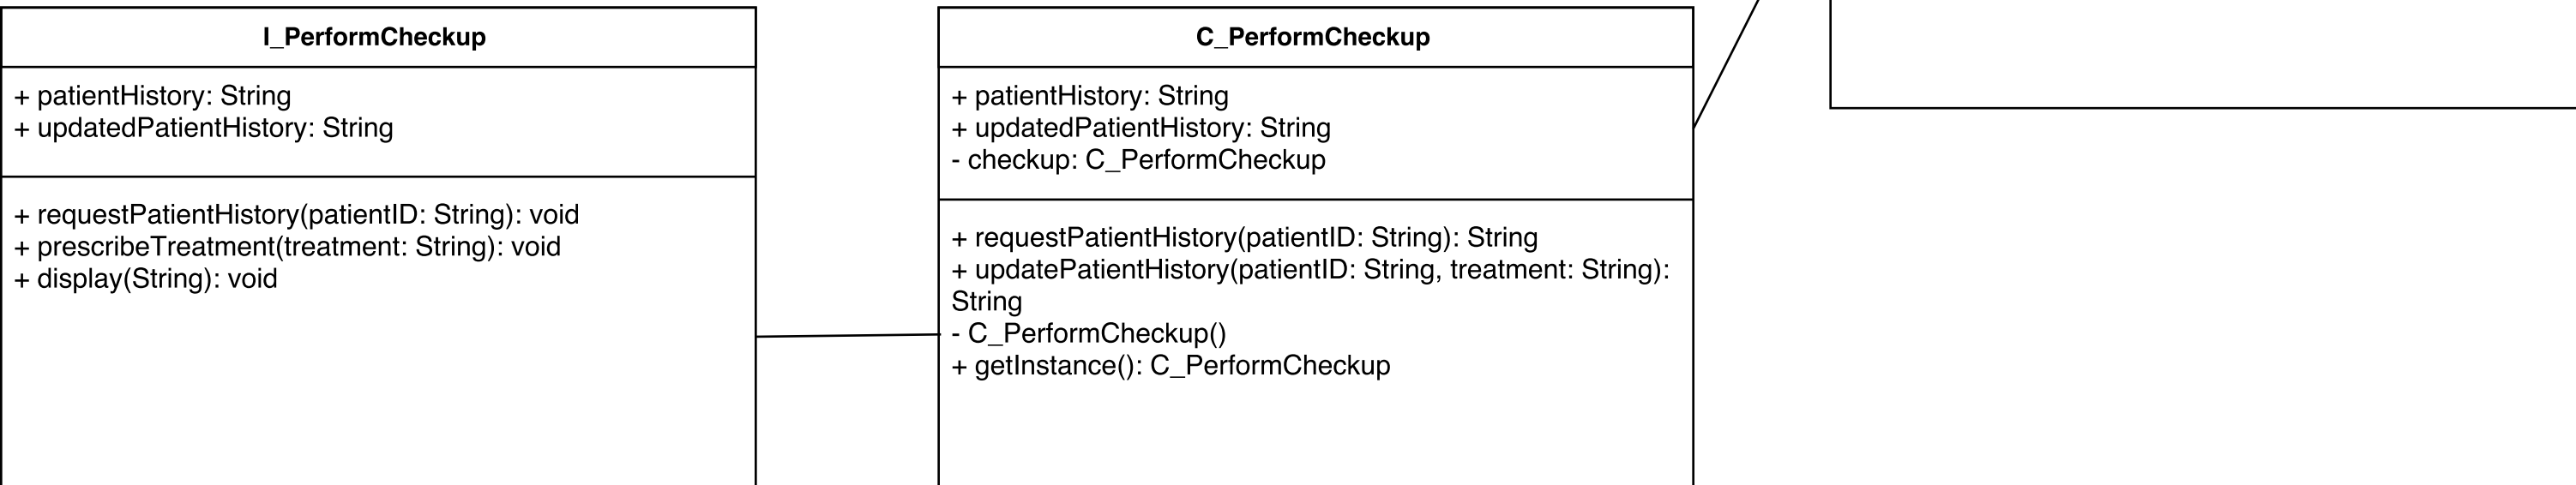 I_PerformCheckup
+ patientHistory: String
+ updatedPatientHistory: String
+ requestPatientHistory(patientID: String): void
+ prescribeTreatment(treatment: String): void
+ display(String): void
C_PerformCheckup
+ patientHistory: String
+ updatedPatientHistory: String
- checkup: C_PerformCheckup
+ requestPatientHistory(patientID: String): String
+ updatePatientHistory(patientID: String, treatment: String):
String
- C_PerformCheckup()
+ getInstance(): C_PerformCheckup